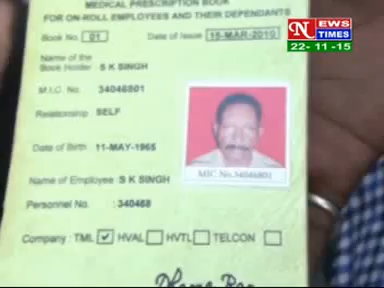 MEDICAL PRESCRIPTION BOOK
FOR ON-ROLL EMPLOYEES AND THEIR DEPENDANTS
Book No. 01 Date of Issue 15-MAR-2010
Name of the
Book Holder : S K SINGH
M.I.C. No. 34046801
Relationship SELF
Date of Birth 11-MAY-1965
MIC No.34046801
Name of Employee S K SINGH
Personnel No. : 340468
Company : TML HVAL HVTL TELCON
N NEWS
TIMES
22-11-15